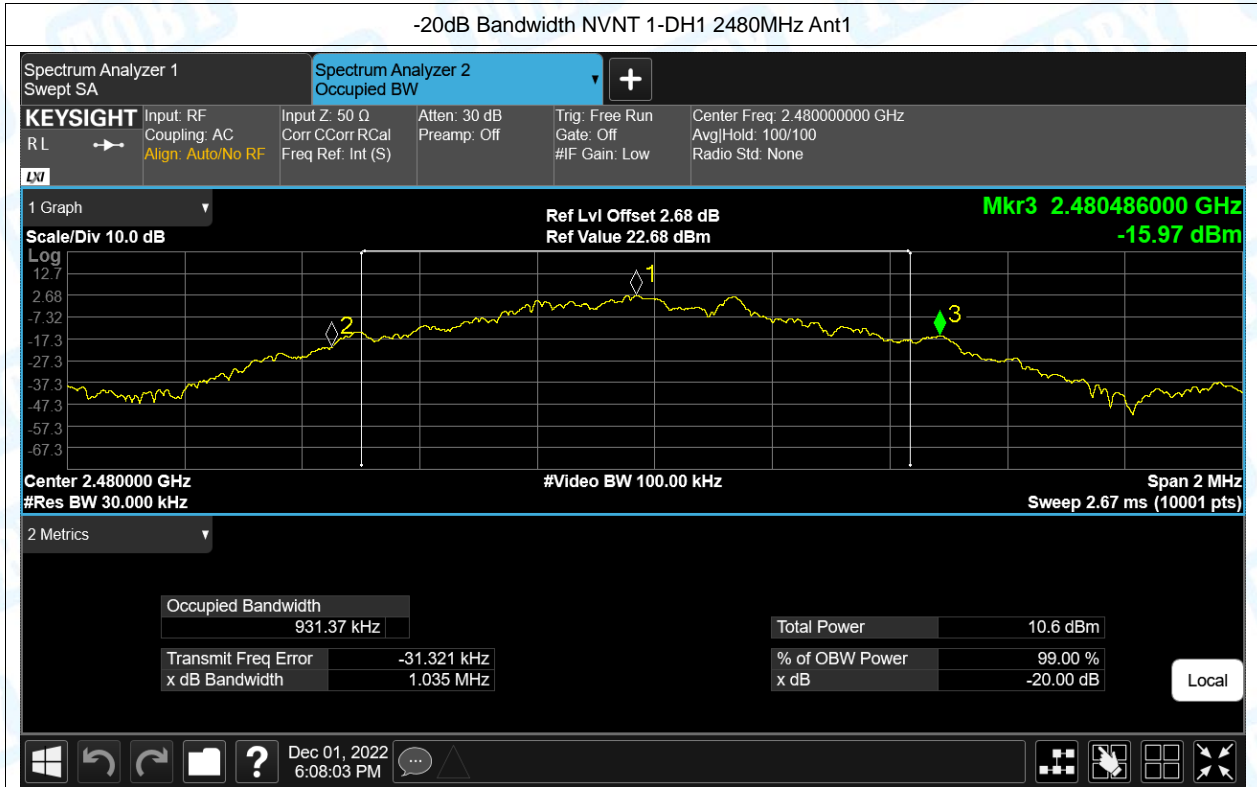 -20dB Bandwidth NVNT 1-DH1 2480MHz Ant1
Spectrum Analyzer 1
Swept SA
Spectrum Analyzer 2
Occupied BW
KEYSIGHT
R L
LXI
Input: RF
Coupling: AC
Align: Auto/No RF
Input Z: 50 Ω
Corr CCorr RCal
Freq Ref: Int (S)
Atten: 30 dB
Preamp: Off
Trig: Free Run
Gate: Off
#IF Gain: Low
Center Freq: 2.480000000 GHz
Avg|Hold: 100/100
Radio Std: None
1 Graph
Scale/Div 10.0 dB
Ref Lvl Offset 2.68 dB
Ref Value 22.68 dBm
Mkr3 2.480486000 GHz
-15.97 dBm
Log
12.7
2.68
-7.32
-17.3
-27.3
-37.3
-47.3
-57.3
-67.3
1
2
3
Center 2.480000 GHz
#Video BW 100.00 kHz
Span 2 MHz
#Res BW 30.000 kHz
Sweep 2.67 ms (10001 pts)
2 Metrics
Occupied Bandwidth
931.37 kHz
Transmit Freq Error -31.321 kHz
x dB Bandwidth 1.035 MHz
Total Power 10.6 dBm
% of OBW Power 99.00 %
x dB -20.00 dB
Local
Dec 01, 2022
6:08:03 PM
TOBY